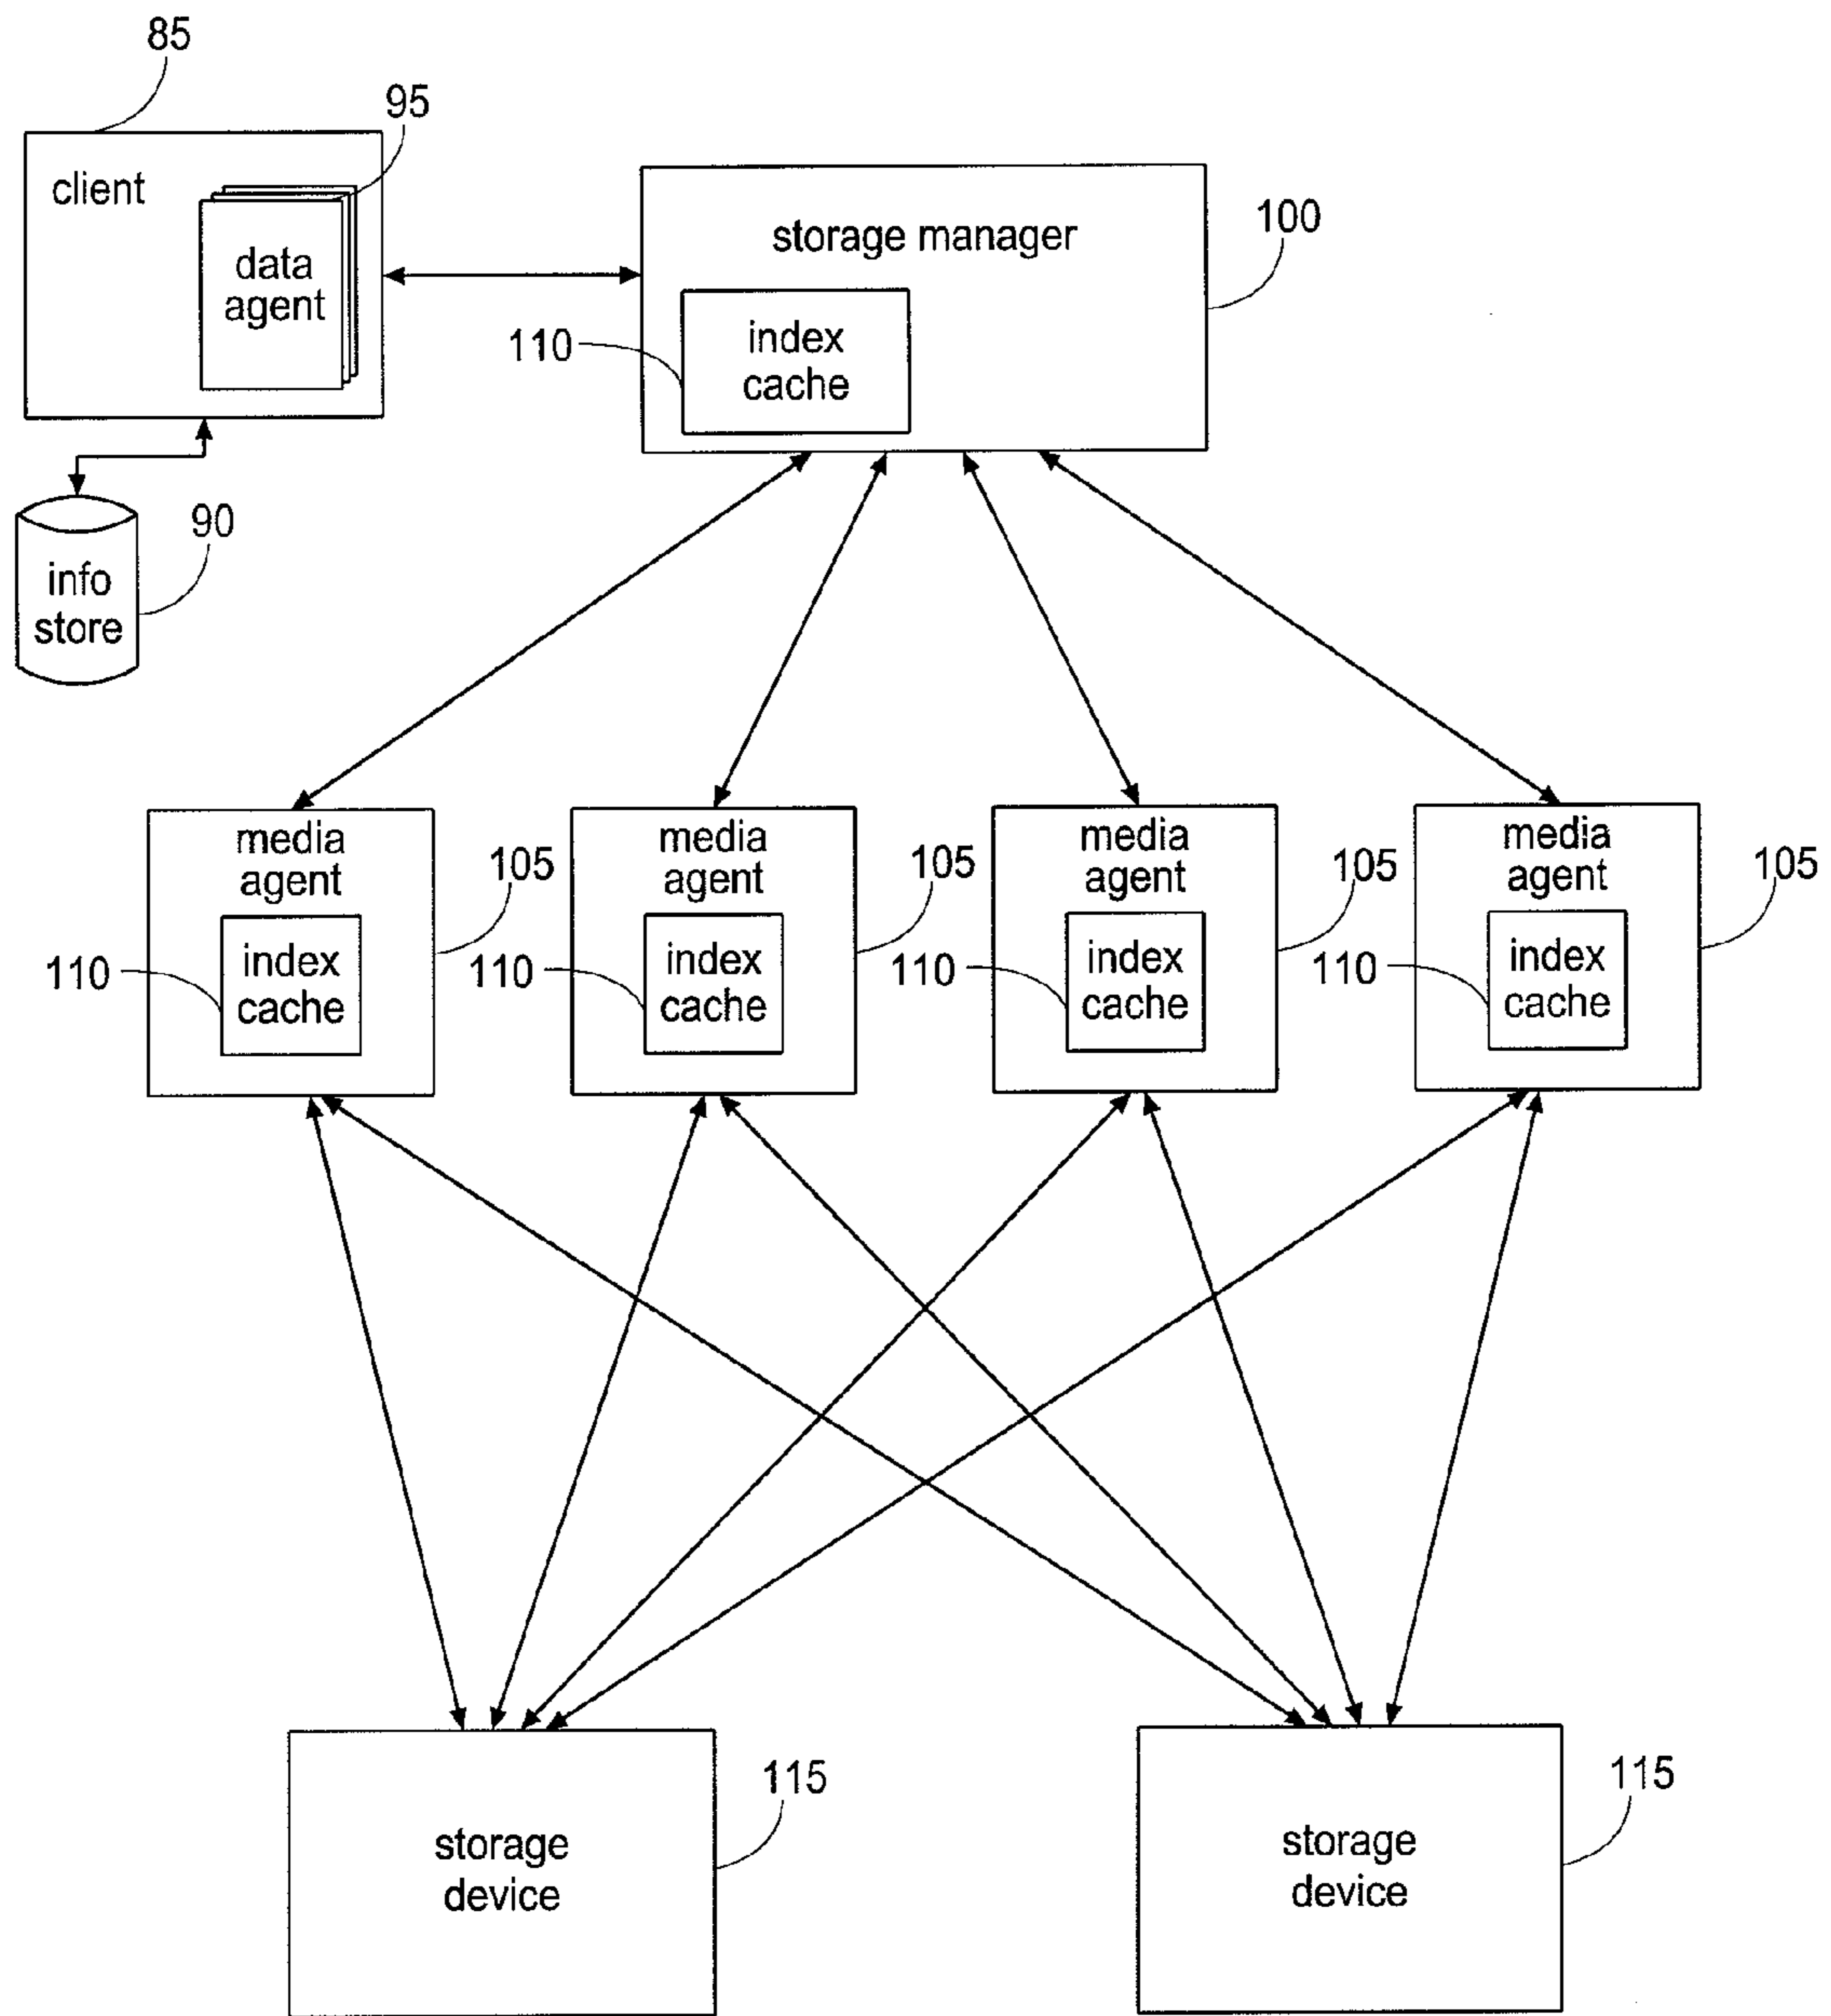 85
95
client
data
agent
storage manager
100
110
index
cache
90
info
store
media
agent
105
110
index
cache
media
agent
105
110
index
cache
media
agent
105
110
index
cache
media
agent
105
110
index
cache
storage
device
115
storage
device
115